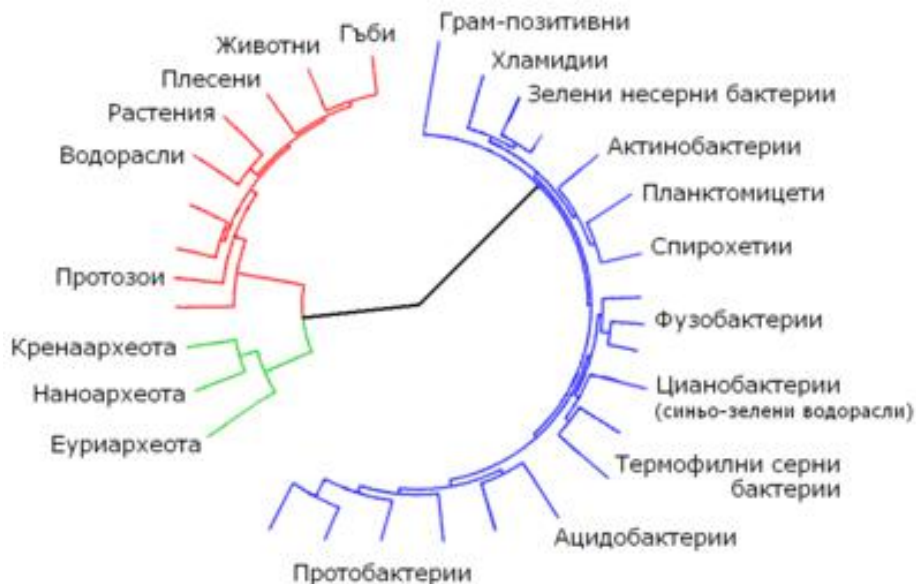 Гъби
Животни
Плесени
Растения
Водорасли
Протозои
Кренаархеота
Наноархеота
Еуриархеота
Грам-позитивни
Хламидии
Зелени несерни бактерии
Актинобактерии
Планктомицети
Спирохетии
Фузобактерии
Цианобактерии
(синьо-зелени водорасли)
Термофилни серни
бактерии
Ацидобактерии
Протобактерии